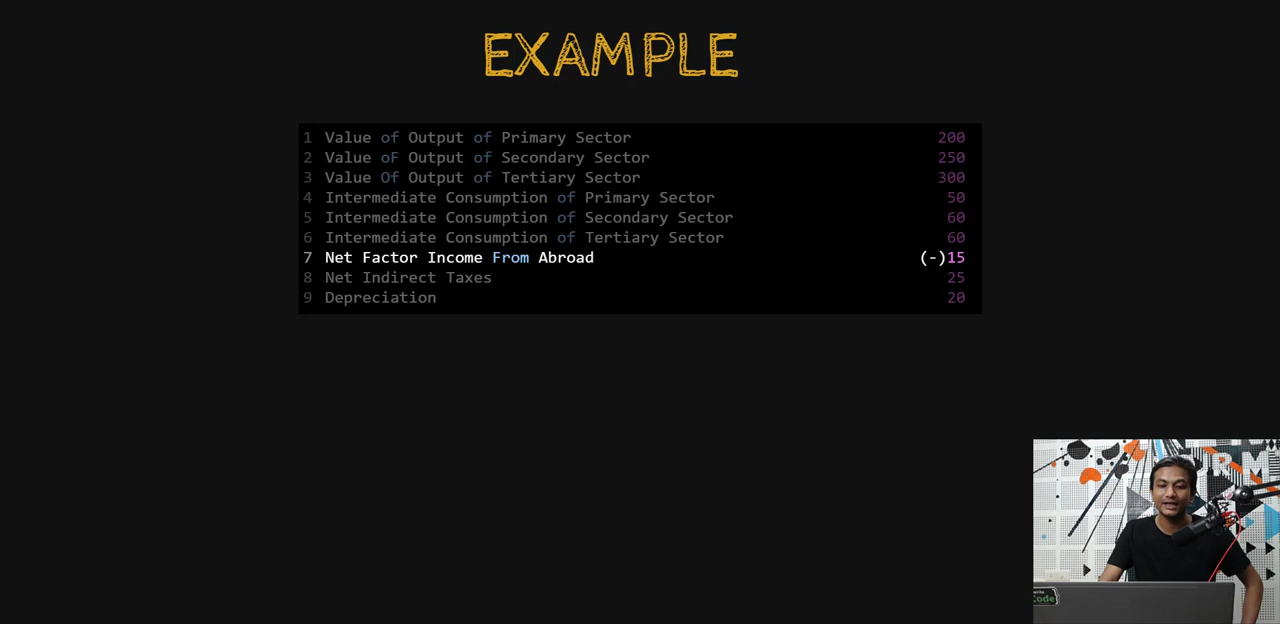 EXAMPLE
1 Value of Output of Primary Sector 200
2 Value oF Output of Secondary Sector 250
3 Value Of Output of Tertiary Sector 300
4 Intermediate Consumption of Primary Sector 50
5 Intermediate Consumption of Secondary Sector 60
6 Intermediate Consumption of Tertiary Sector 60
7 Net Factor Income From Abroad (-)15
8 Net Indirect Taxes 25
9 Depreciation 20
Code